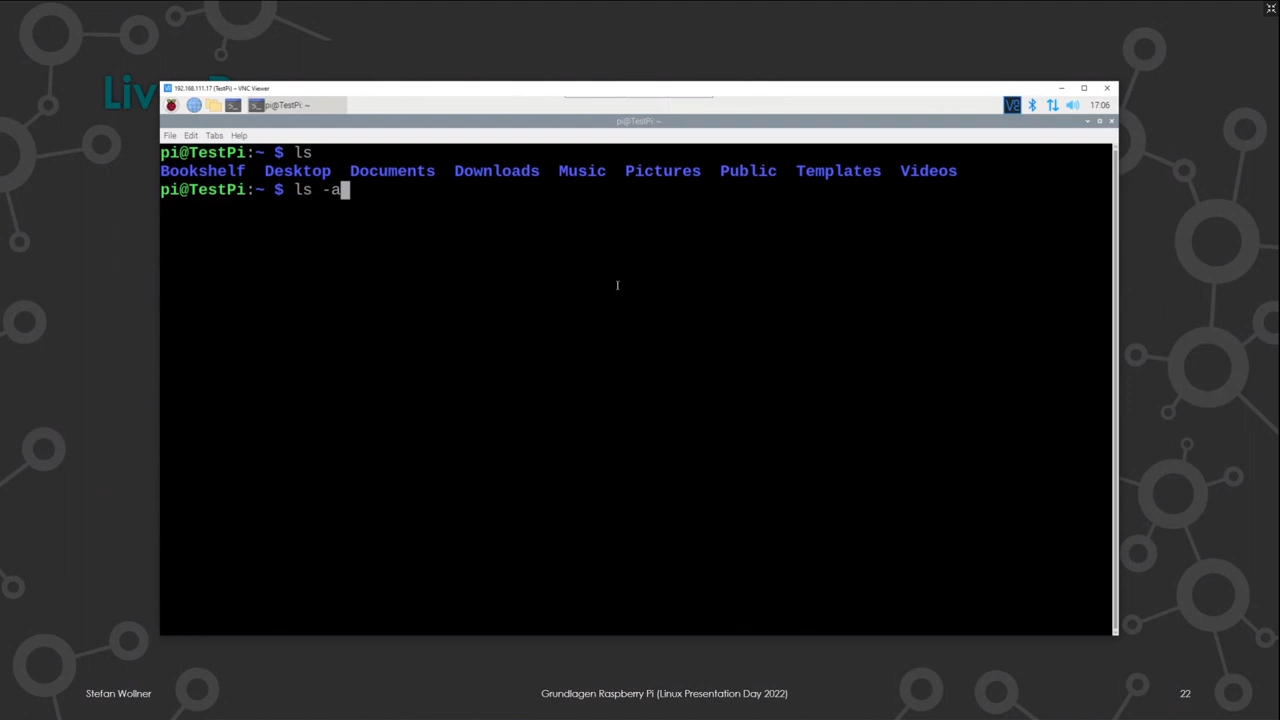 192.168.111.17 (TestPi) - VNC Viewer
pi@TestPi: ~
17:06
pi@TestPi: ~
File Edit Tabs Help
pi@TestPi:~ $ ls
Bookshelf Desktop Documents Downloads Music Pictures Public Templates Videos
pi@TestPi:~ $ ls -a
Stefan Wollner
Grundlagen Raspberry Pi (Linux Presentation Day 2022)
22